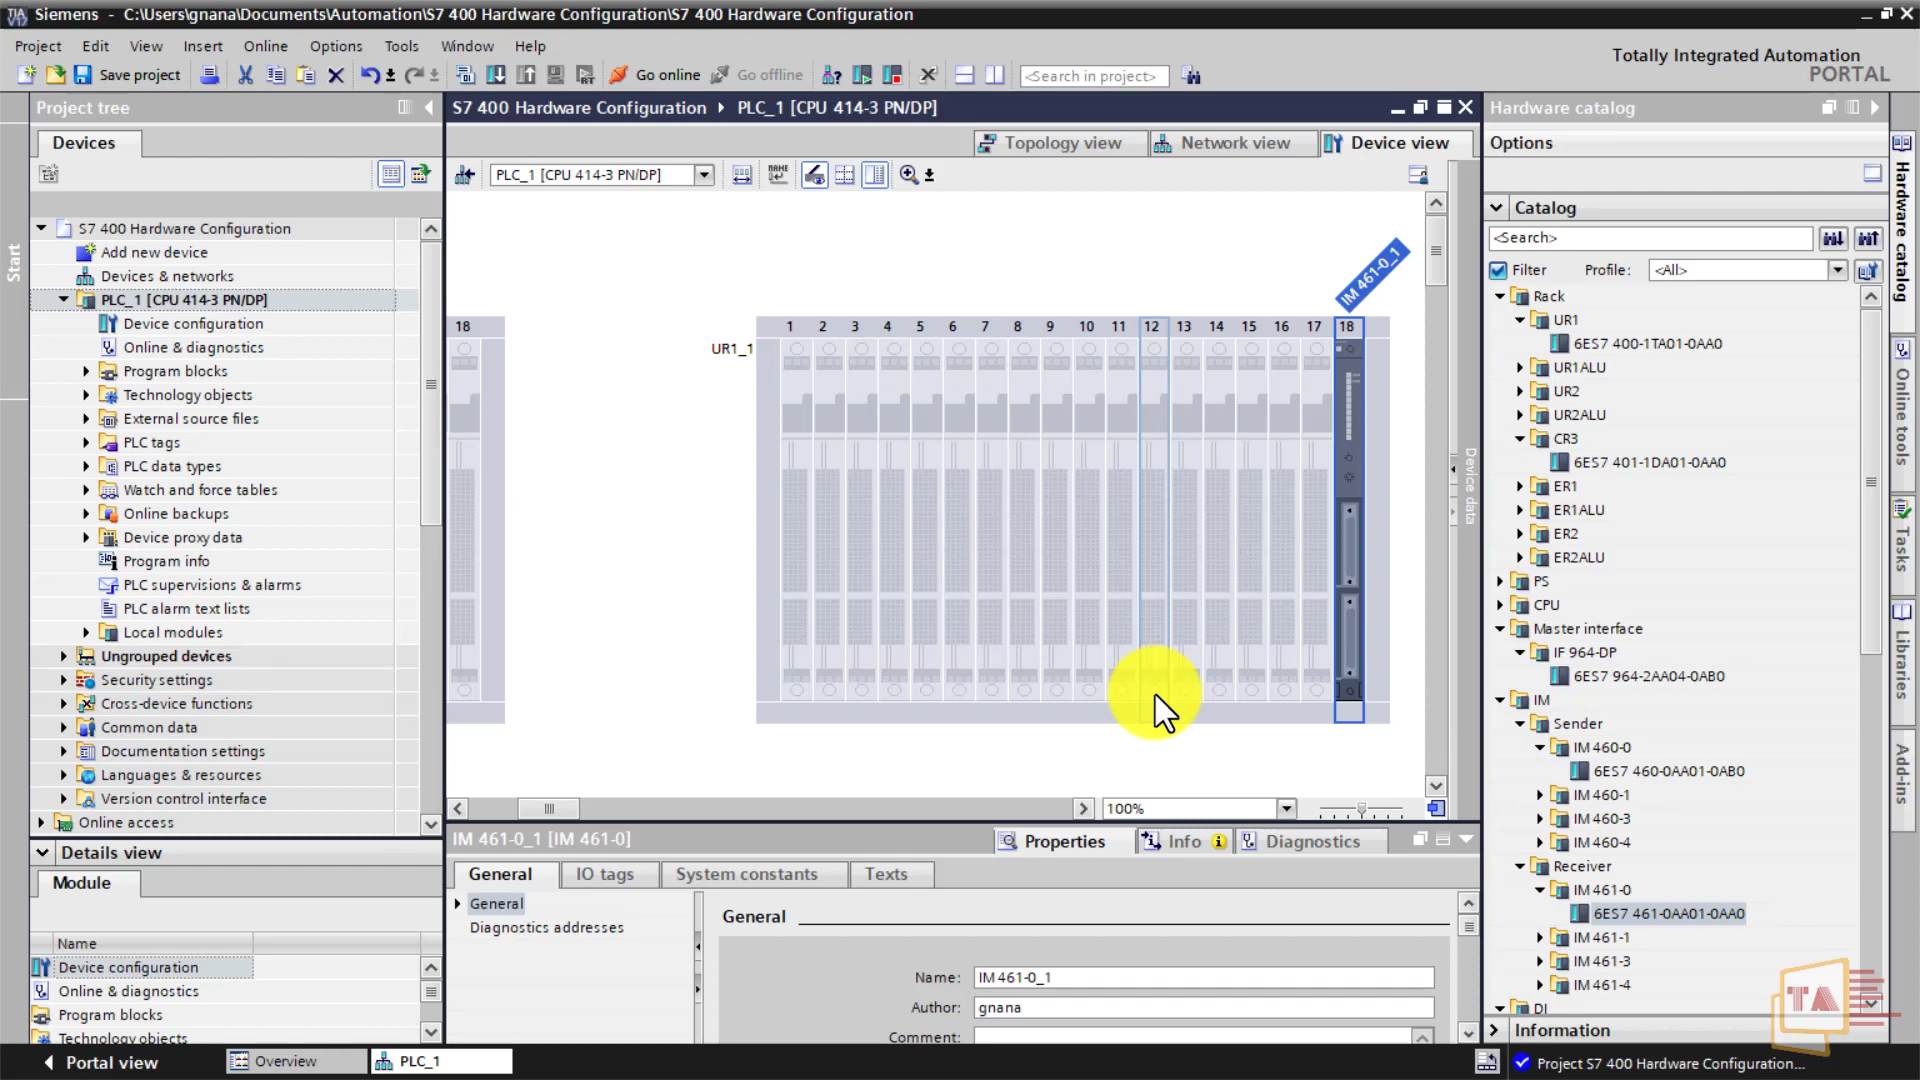 Siemens - C:\Users\gnana\Documents\Automation\S7 400 Hardware Configuration\S7 400 Hardware Configuration
Project Edit View Insert Online Options Tools Window Help
Totally Integrated Automation
PORTAL
Save project Go online Go offline <Search in project>
Project tree
Devices
Start
S7 400 Hardware Configuration
Add new device
Devices & networks
PLC_1 [CPU 414-3 PN/DP]
Device configuration
Online & diagnostics
Program blocks
Technology objects
External source files
PLC tags
PLC data types
Watch and force tables
Online backups
Device proxy data
Program info
PLC supervisions & alarms
PLC alarm text lists
Local modules
Ungrouped devices
Security settings
Cross-device functions
Common data
Documentation settings
Languages & resources
Version control interface
Online access
Details view
Module
Name
Device configuration
Online & diagnostics
Program blocks
Technology objects
S7 400 Hardware Configuration PLC_1 [CPU 414-3 PN/DP]
Topology view Network view Device view
PLC_1 [CPU 414-3 PN/DP]
NAME
IM 461-0_1
18 1 2 3 4 5 6 7 8 9 10 11 12 13 14 15 16 17 18
UR1_1
Device data
100%
IM 461-0_1 [IM 461-0]
Properties Info Diagnostics
General IO tags System constants Texts
General
Diagnostics addresses
General
Name: IM 461-0_1
Author: gnana
Comment:
Hardware catalog
Options
Catalog
<Search>
Filter Profile: <All>
Rack
UR1
6ES7 400-1TA01-0AA0
UR1ALU
UR2
UR2ALU
CR3
6ES7 401-1DA01-0AA0
ER1
ER1ALU
ER2
ER2ALU
PS
CPU
Master interface
IF 964-DP
6ES7 964-2AA04-0AB0
IM
Sender
IM 460-0
6ES7 460-0AA01-0AB0
IM 460-1
IM 460-3
IM 460-4
Receiver
IM 461-0
6ES7 461-0AA01-0AA0
IM 461-1
IM 461-3
IM 461-4
DI
Information
Hardware catalog
Online tools
Tasks
Libraries
Add-ins
TA
Portal view Overview PLC_1
Project S7 400 Hardware Configuration...